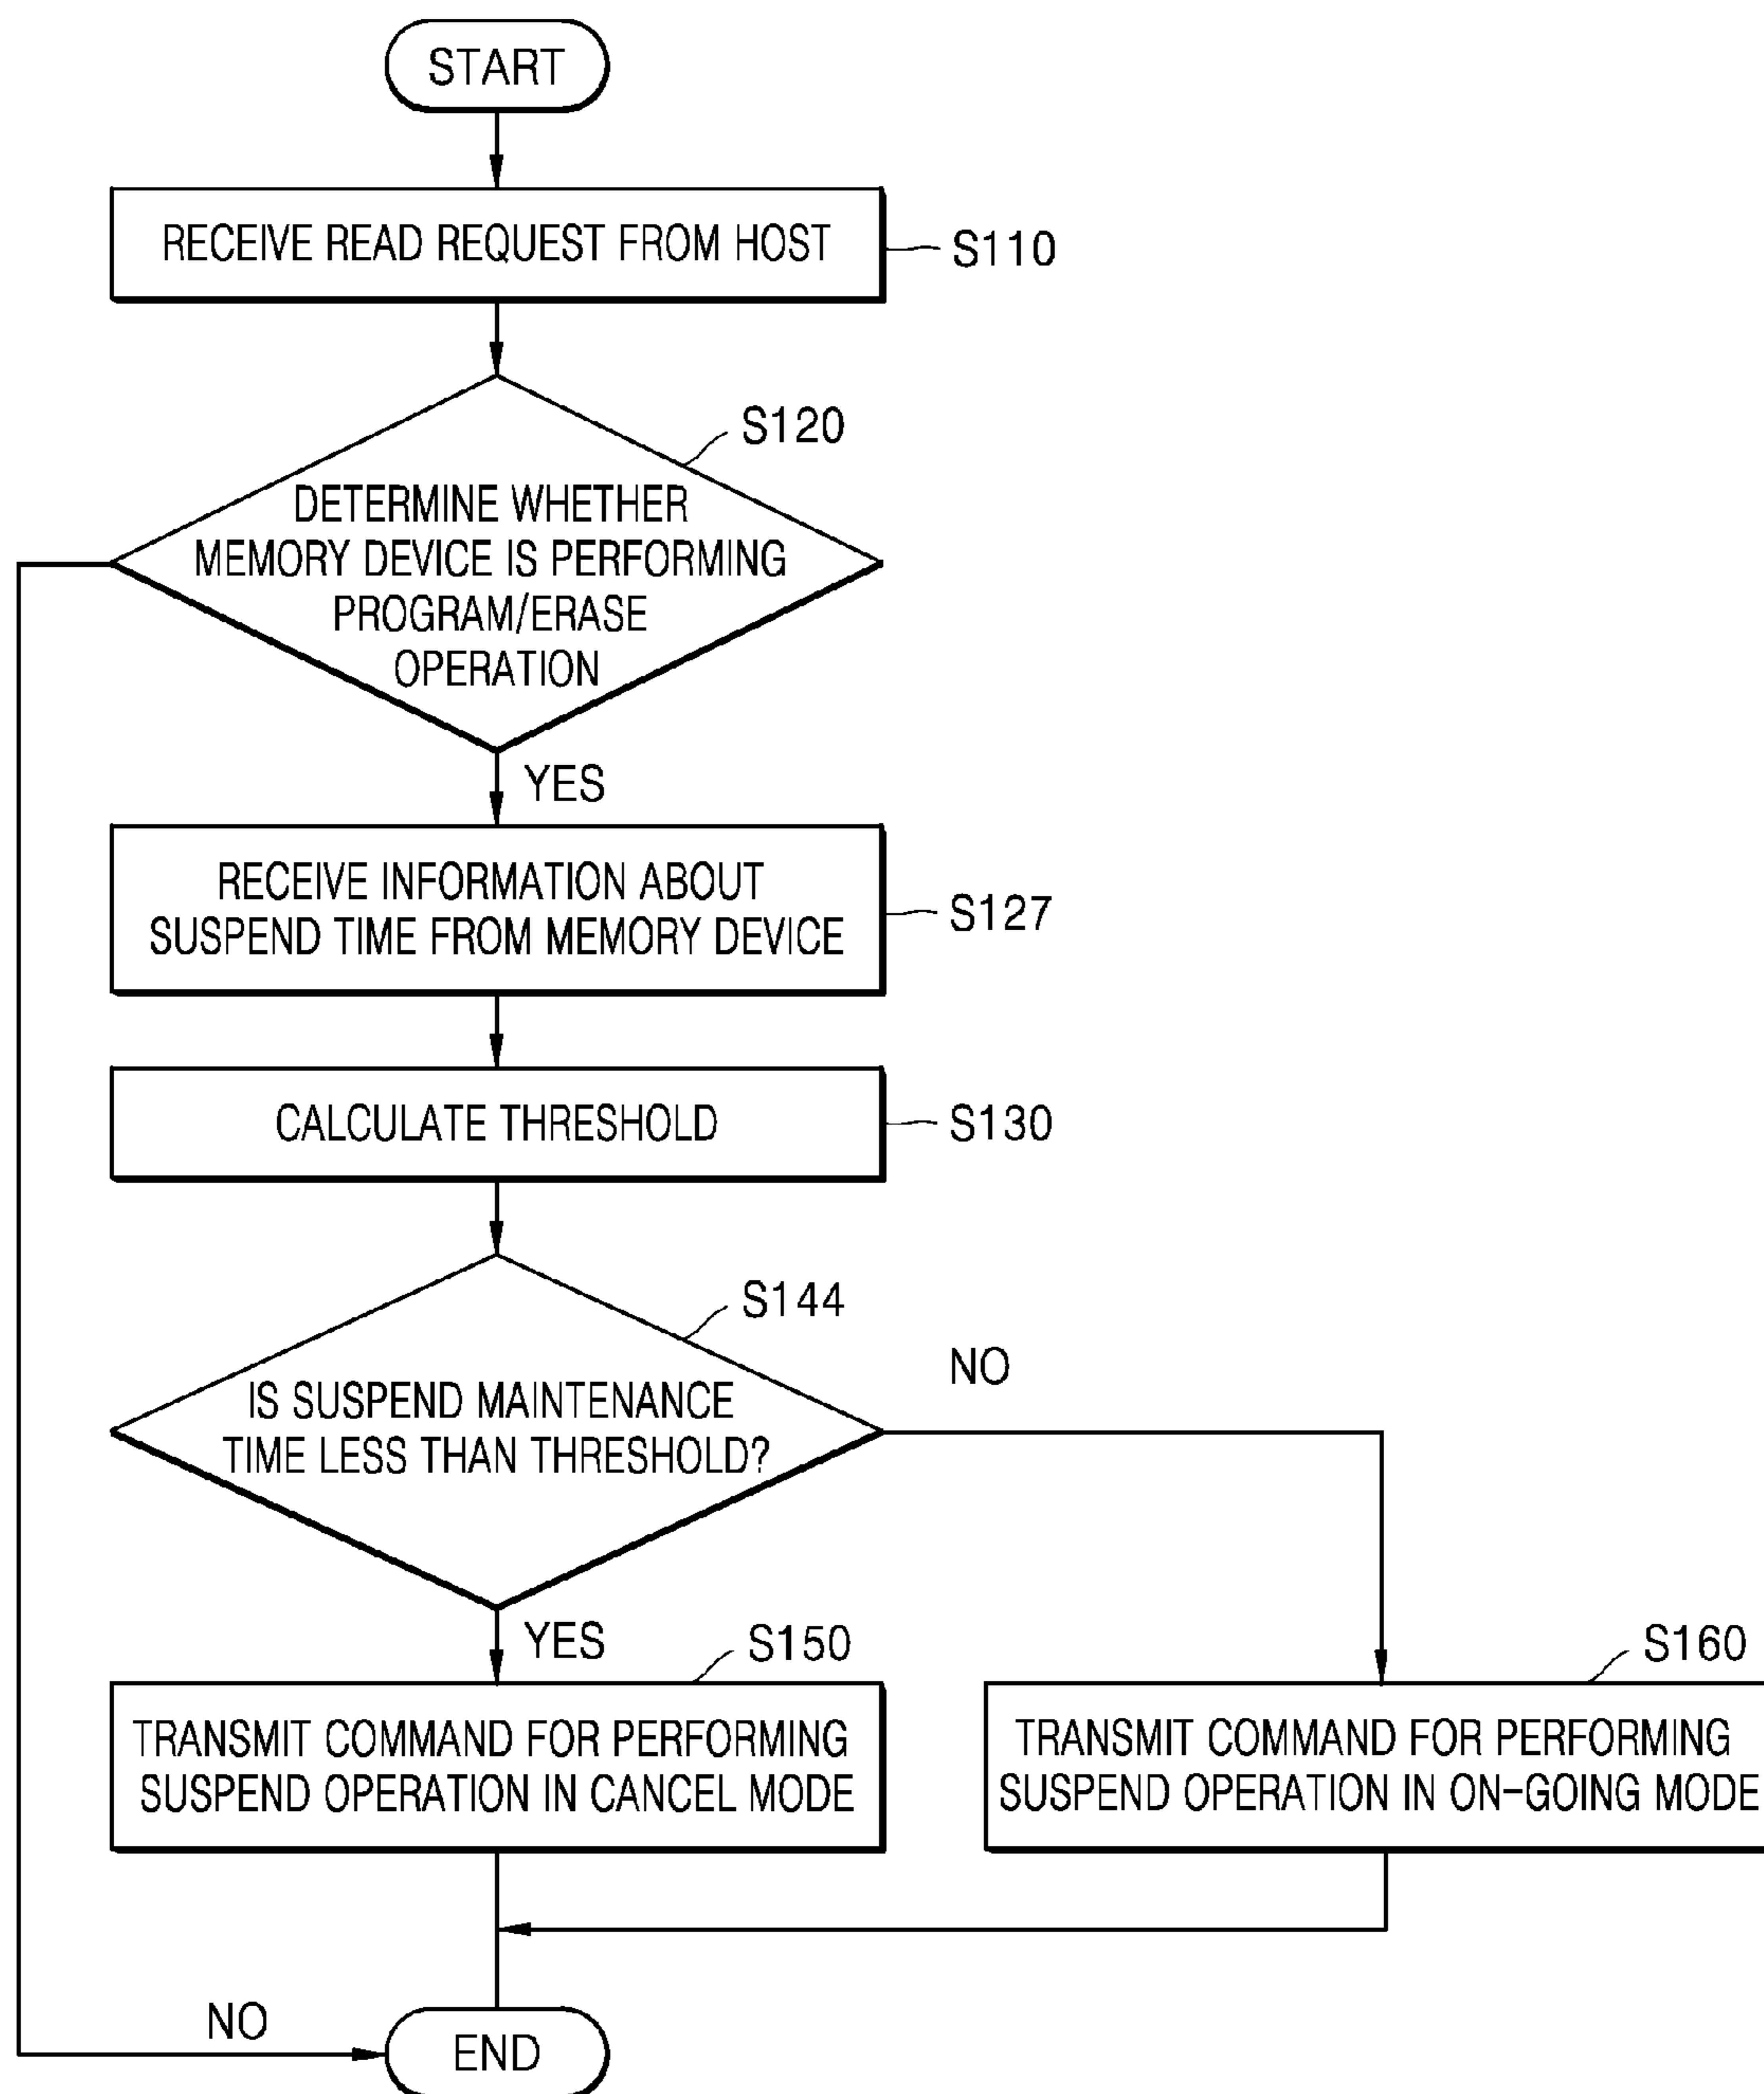 START
RECEIVE READ REQUEST FROM HOST
S110
S120
DETERMINE WHETHER
MEMORY DEVICE IS PERFORMING
PROGRAM/ERASE
OPERATION
YES
RECEIVE INFORMATION ABOUT
SUSPEND TIME FROM MEMORY DEVICE
S127
CALCULATE THRESHOLD
S130
S144
NO
IS SUSPEND MAINTENANCE
TIME LESS THAN THRESHOLD?
YES
S150
TRANSMIT COMMAND FOR PERFORMING
SUSPEND OPERATION IN CANCEL MODE
S160
TRANSMIT COMMAND FOR PERFORMING
SUSPEND OPERATION IN ON-GOING MODE
NO
END